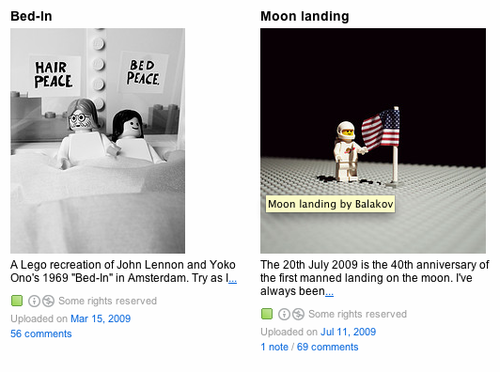 Bed-In
HAIR
PEACE
BED
PEACE.
A Lego recreation of John Lennon and Yoko
Ono's 1969 "Bed-In" in Amsterdam. Try as I...
Some rights reserved
Uploaded on Mar 15, 2009
56 comments
Moon landing
Moon landing by Balakov
The 20th July 2009 is the 40th anniversary of
the first manned landing on the moon. I've
always been...
Some rights reserved
Uploaded on Jul 11, 2009
1 note / 69 comments